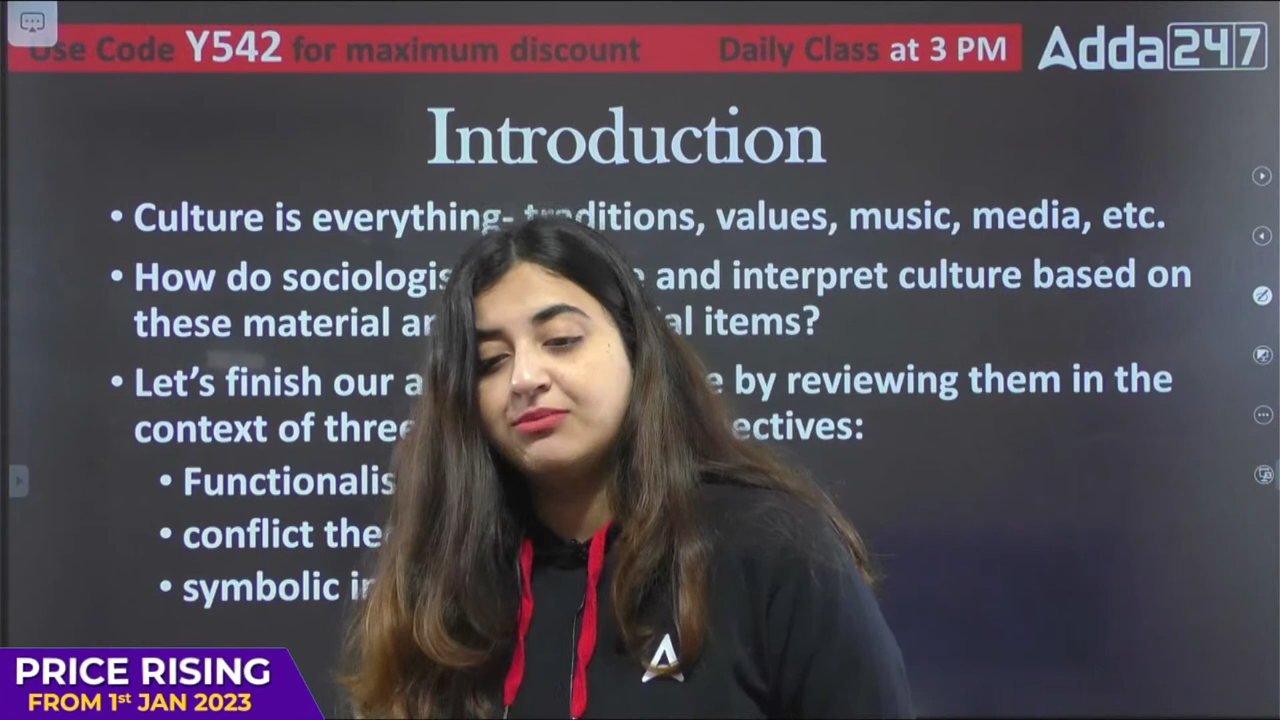 Use Code Y542 for maximum discount Daily Class at 3 PM Adda247
Introduction
• Culture is everything- traditions, values, music, media, etc.
• How do sociologis and interpret culture based on
these material an al items?
• Let's finish our a e by reviewing them in the
context of three ectives:
• Functionalis
• conflict the
• symbolic in
PRICE RISING
FROM 1st JAN 2023